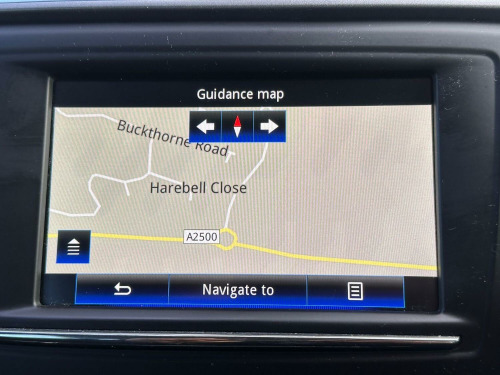 Guidance map
Buckthorne Road
Harebell Close
A2500
Navigate to